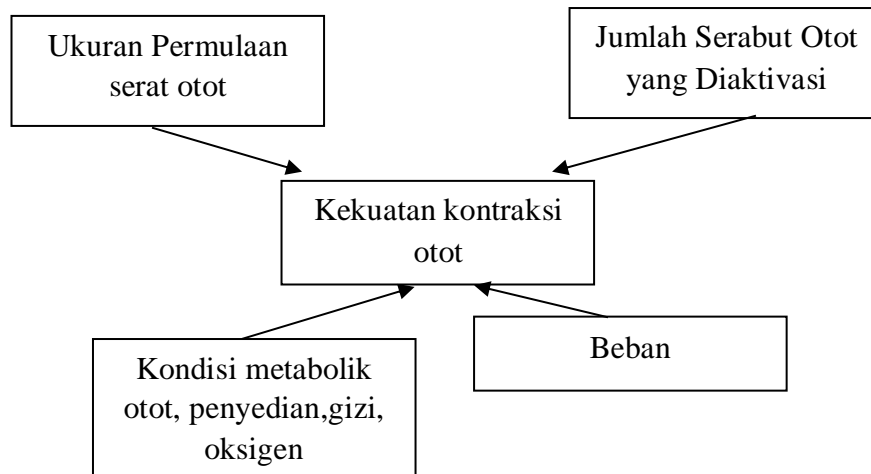 Ukuran Permulaan
serat otot
Jumlah Serabut Otot
yang Diaktivasi
Kekuatan kontraksi
otot
Kondisi metabolik
otot, penyedian,gizi,
oksigen
Beban